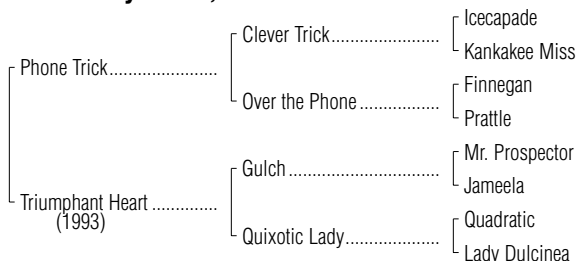 Icecapade
Clever Trick
Kankakee Miss
Phone Trick
Finnegan
Over the Phone
Prattle
Mr. Prospector
Gulch
Jameela
Triumphant Heart
(1993)
Quadratic
Quixotic Lady
Lady Dulcinea